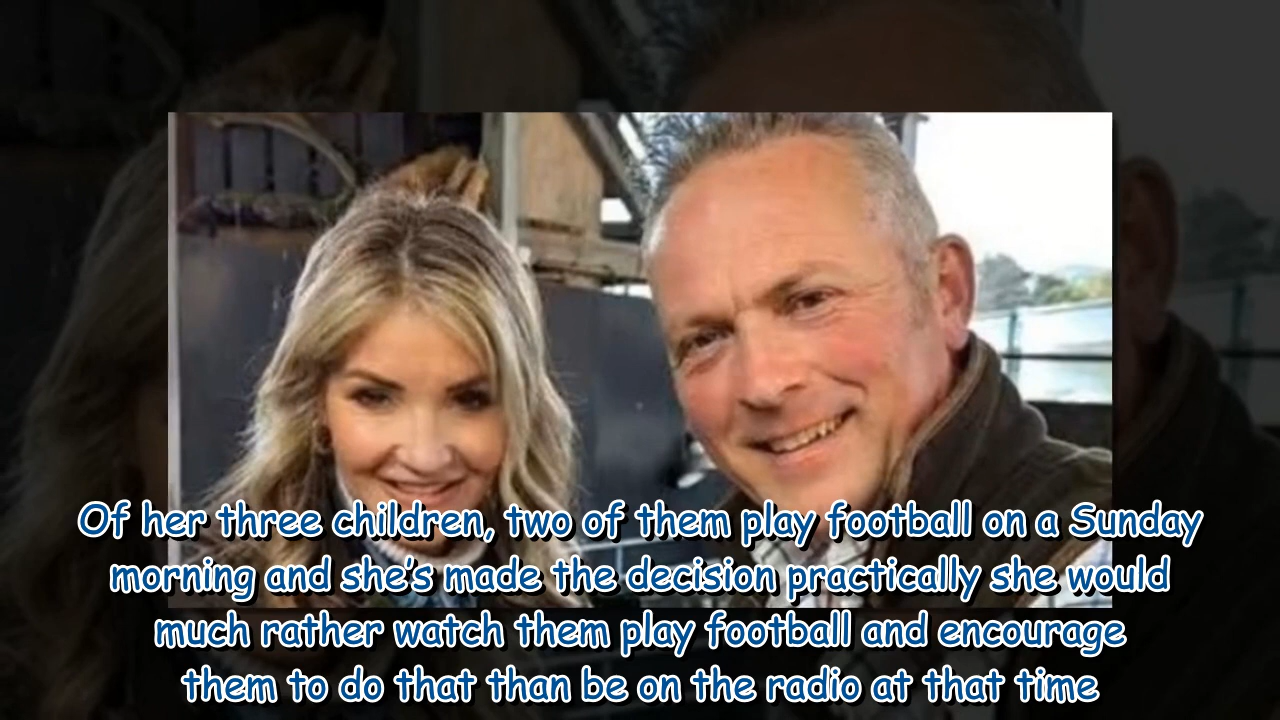 Of her three children, two of them play football on a Sunday
morning and she's made the decision practically she would
much rather watch them play football and encourage
them to do that than be on the radio at that time